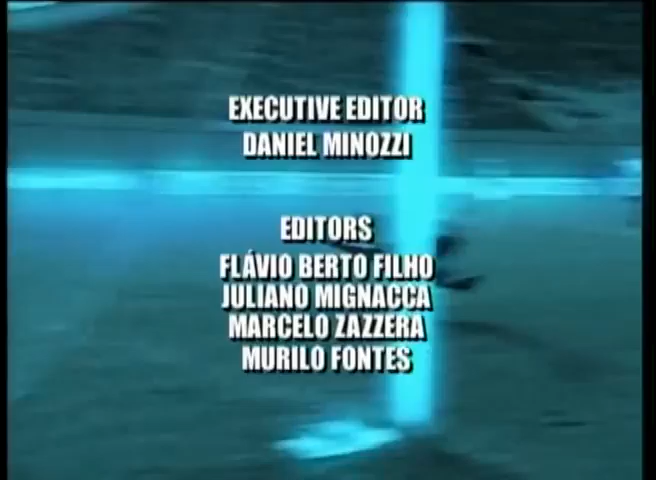 EXECUTIVE EDITOR
DANIEL MINOZZI
EDITORS
FLÁVIO BERTO FILHO
JULIANO MIGNACCA
MARCELO ZAZZERA
MURILO FONTES